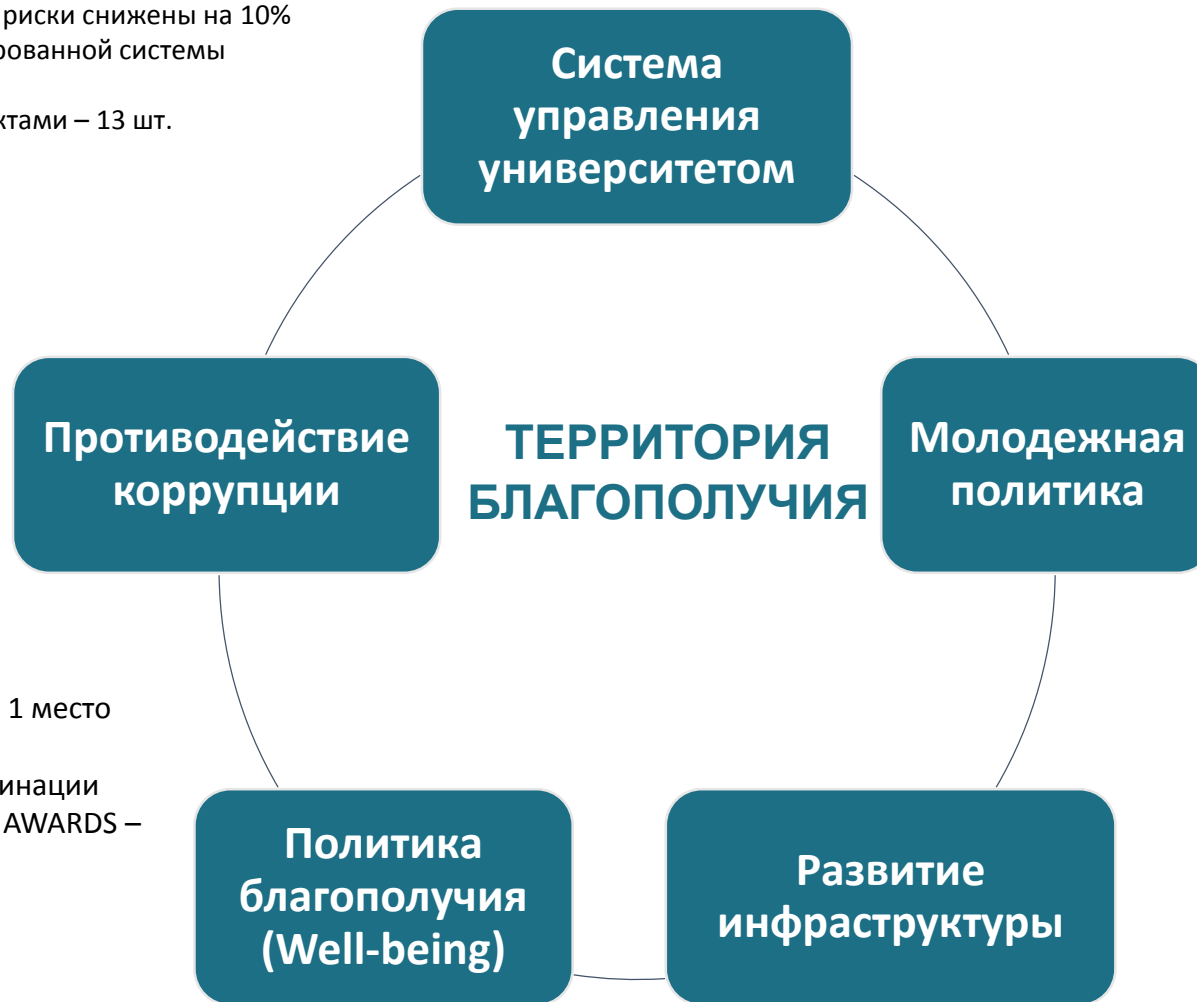 риски снижены на 10%
рованной системы
ктами – 13 шт.
Система
управления
университетом
Противодействие
коррупции
ТЕРРИТОРИЯ
БЛАГОПОЛУЧИЯ
Молодежная
политика
1 место
инации
AWARDS –
Политика
благополучия
(Well-being)
Развитие
инфраструктуры